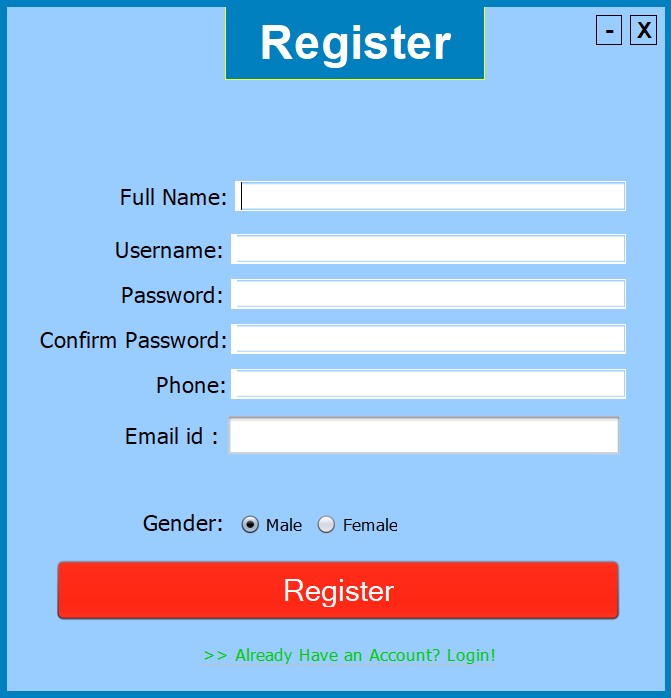 Register
- X
Full Name:
Username:
Password:
Confirm Password:
Phone:
Email id :
Gender: Male Female
Register
>> Already Have an Account? Login!